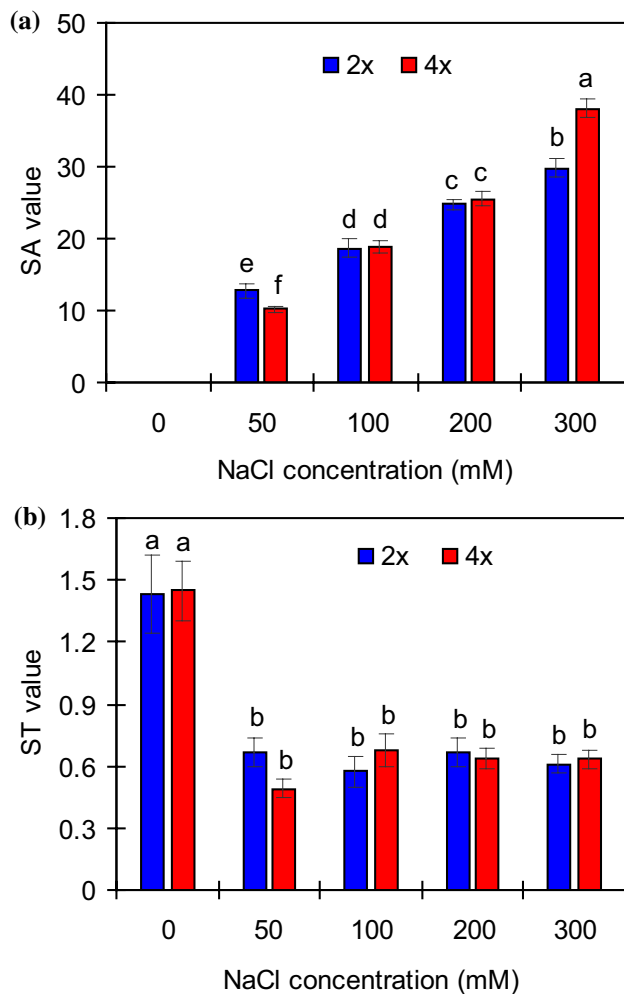 (a)
50
2x 4x
a
40
b
30
c c
SA value
20
d d
e
f
10
0
0 50 100 200 300
NaCl concentration (mM)
(b)
1.8
a a
2x 4x
1.5
1.2
ST value
0.9
b b b b b b b b
0.6
0.3
0
0 50 100 200 300
NaCl concentration (mM)